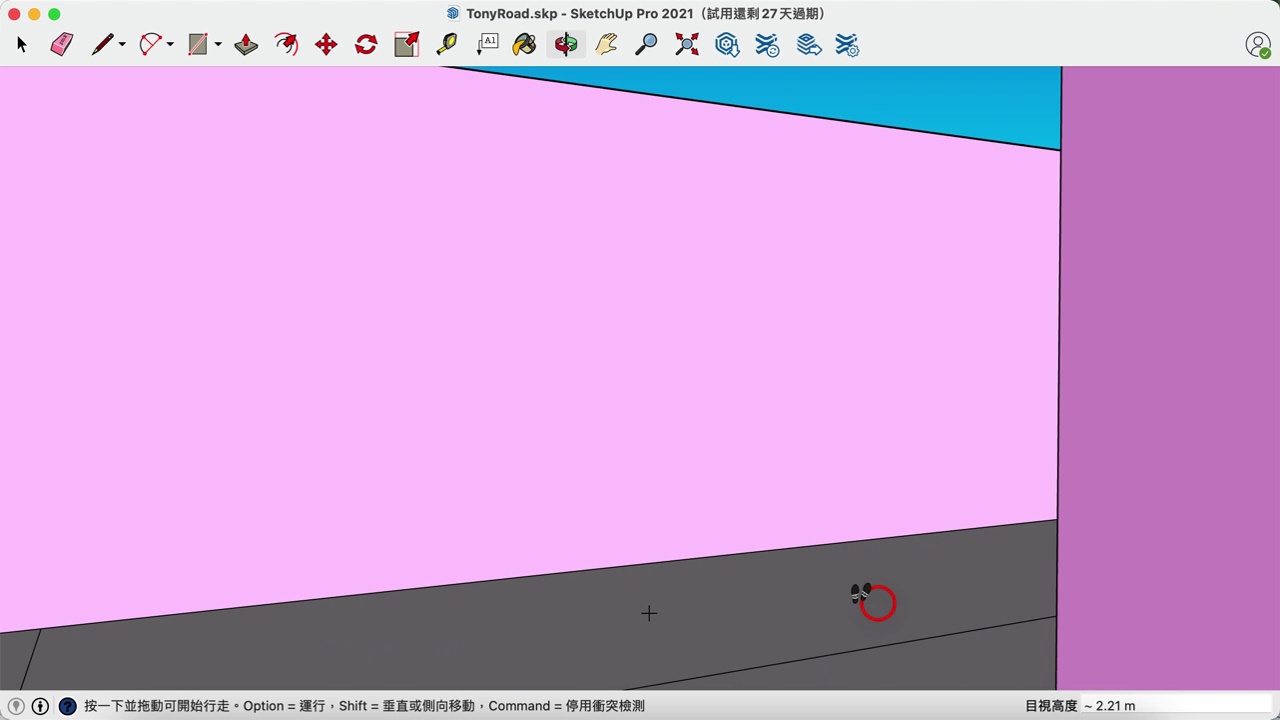 TonyRoad.skp - SketchUp Pro 2021（試用還剩 27 天過期）
A1
?
按一下並拖動可開始行走。Option = 運行，Shift = 垂直或側向移動，Command = 停用衝突檢測
目視高度 ~ 2.21 m